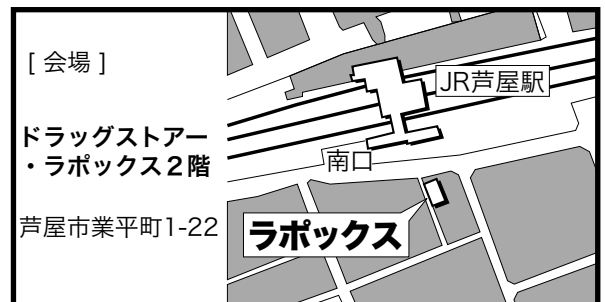 [ 会場 ]
ドラッグストアー
・ラポックス2階
芦屋市業平町1-22
JR芦屋駅
南口
ラポックス